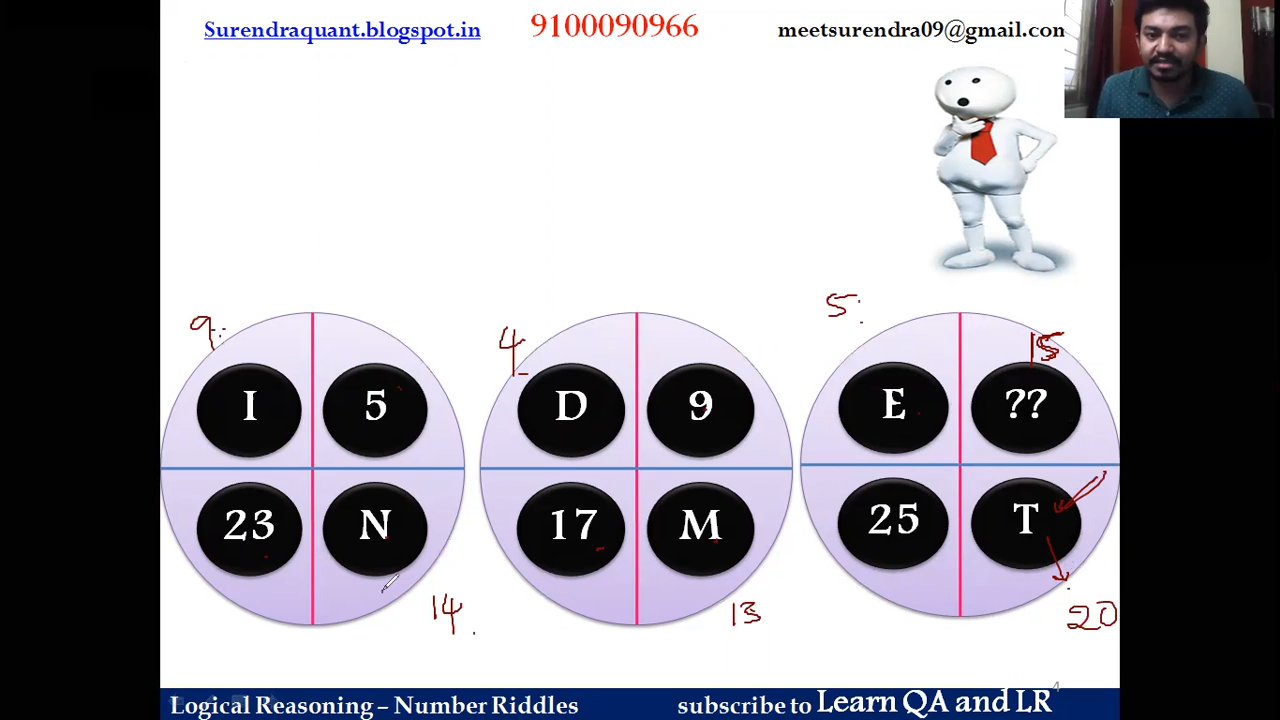 Surendraquant.blogspot.in 9100090966 meetsurendra09@gmail.con
9 4 5 15
I 5 D 9 E ??
23 N 17 M 25 T
14 13 20
4
Logical Reasoning – Number Riddles subscribe to Learn QA and LR